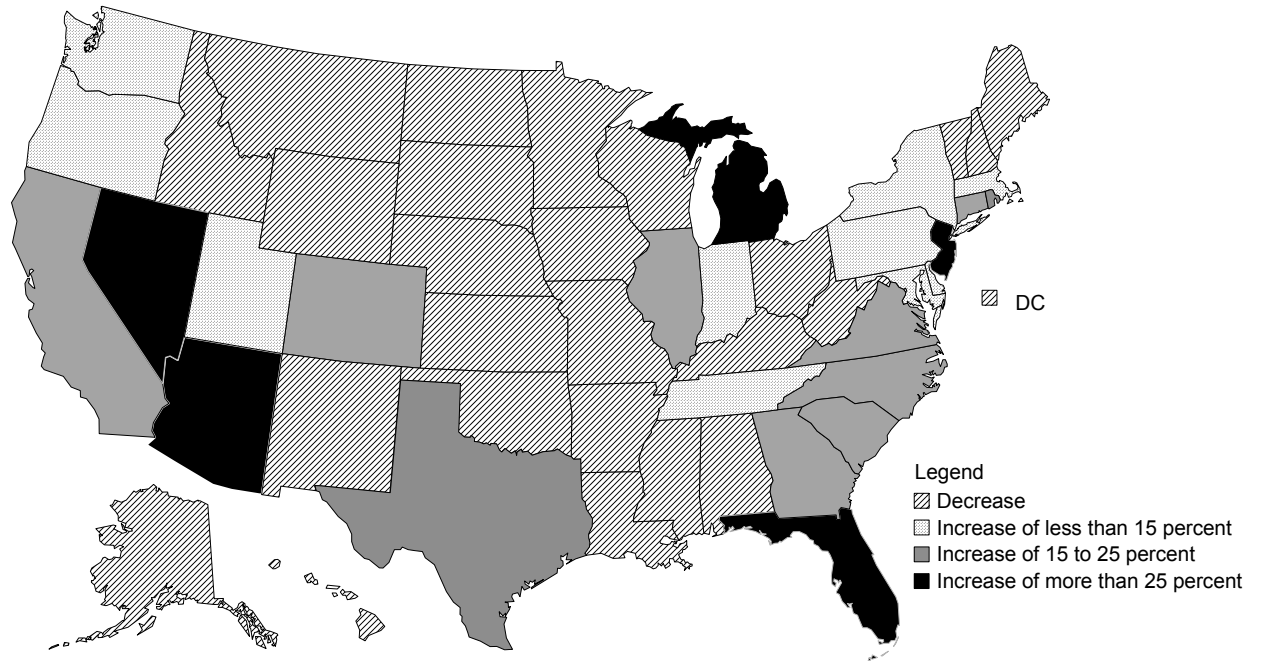 DC
Legend
Decrease
Increase of less than 15 percent
Increase of 15 to 25 percent
Increase of more than 25 percent